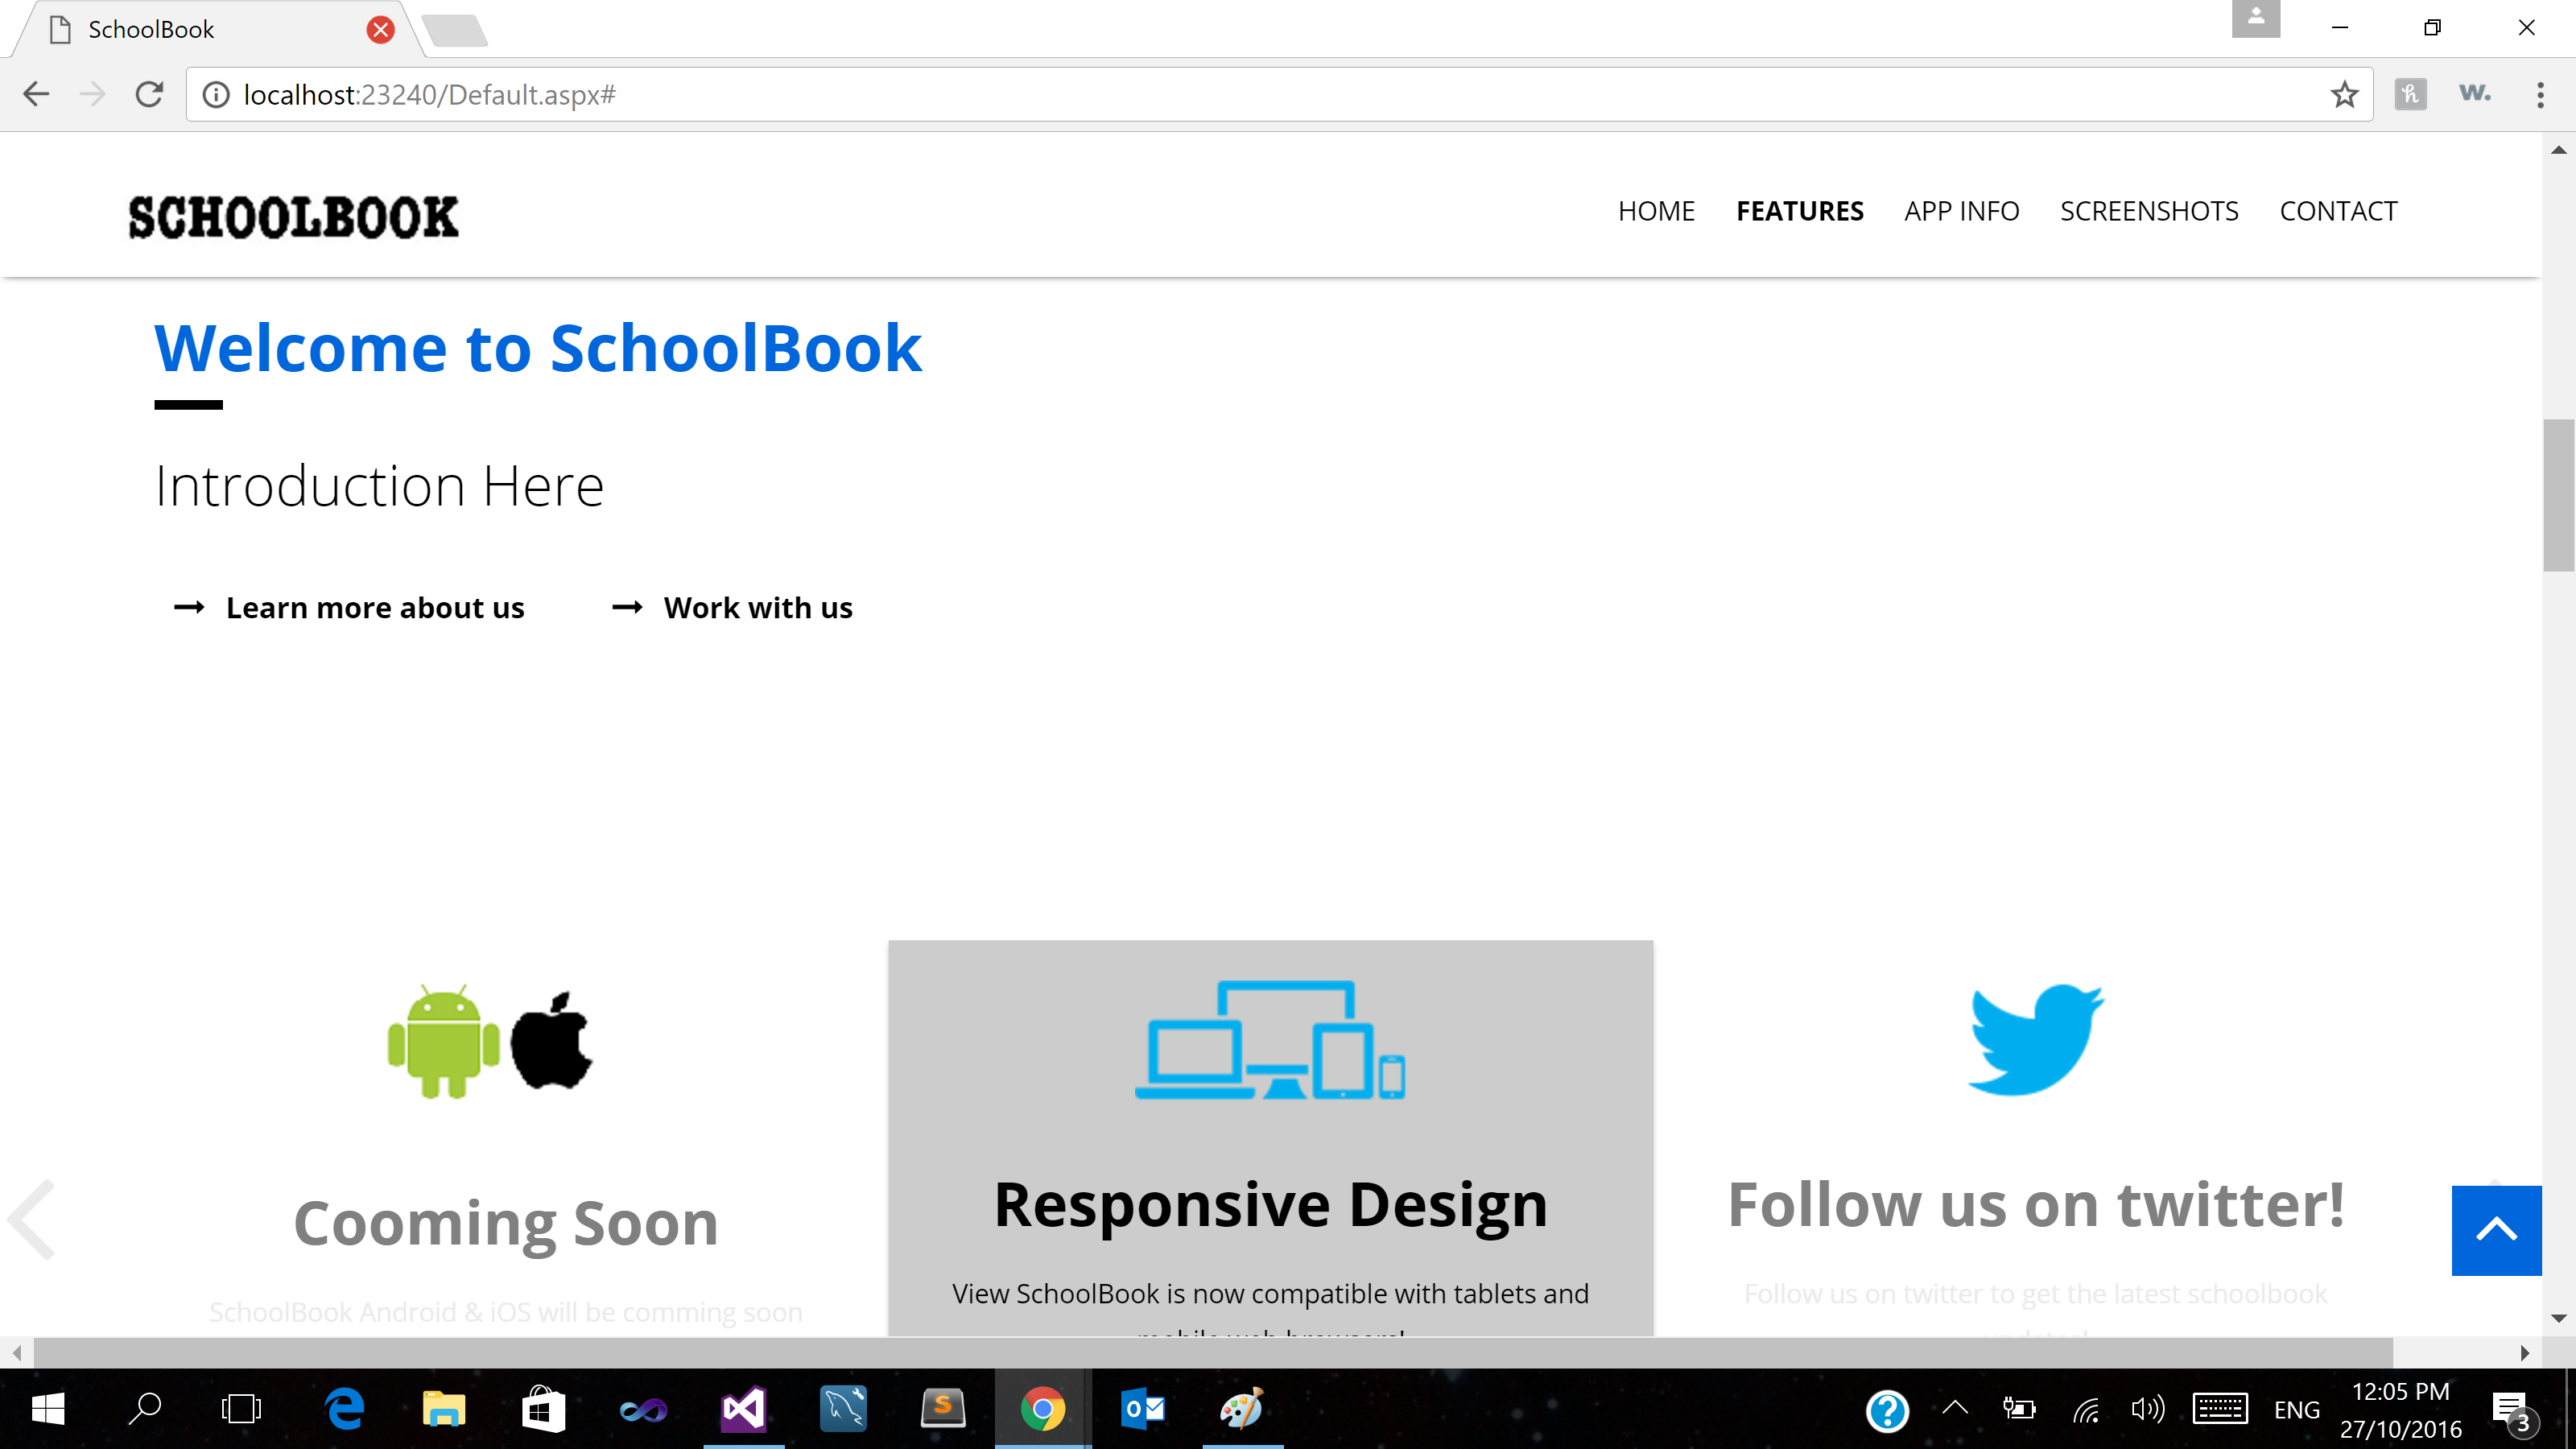 SchoolBook
localhost:23240/Default.aspx#
w.
SCHOOLBOOK
HOME FEATURES APP INFO SCREENSHOTS CONTACT
Welcome to SchoolBook
Introduction Here
Learn more about us Work with us
Cooming Soon Responsive Design Follow us on twitter!
SchoolBook Android & iOS will be comming soon
View SchoolBook is now compatible with tablets and
mobile web browsers!
Follow us on twitter to get the latest schoolbook
ENG
12:05 PM
27/10/2016
3